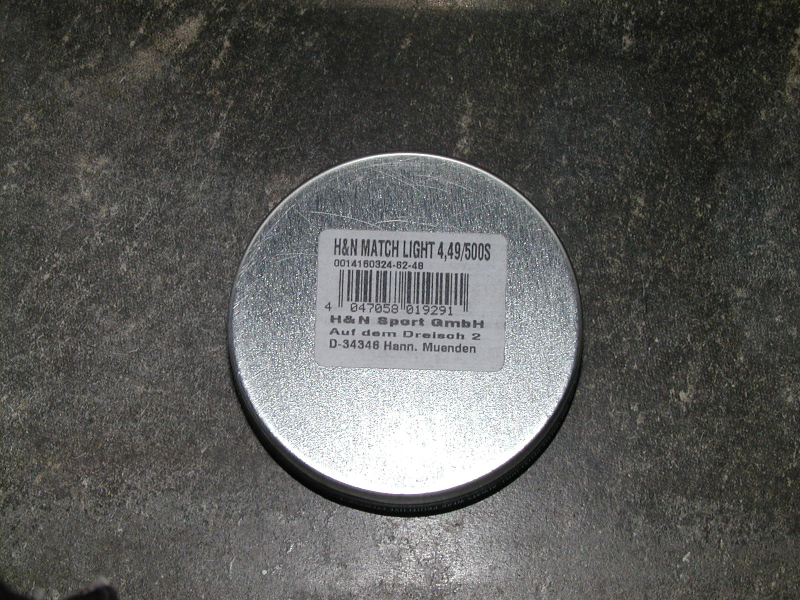 H&N MATCH LIGHT 4,49/500S
0014160324-62-48
4 047058 019291
H&N Sport GmbH
Auf dem Dreisch 2
D-34346 Hann. Muenden